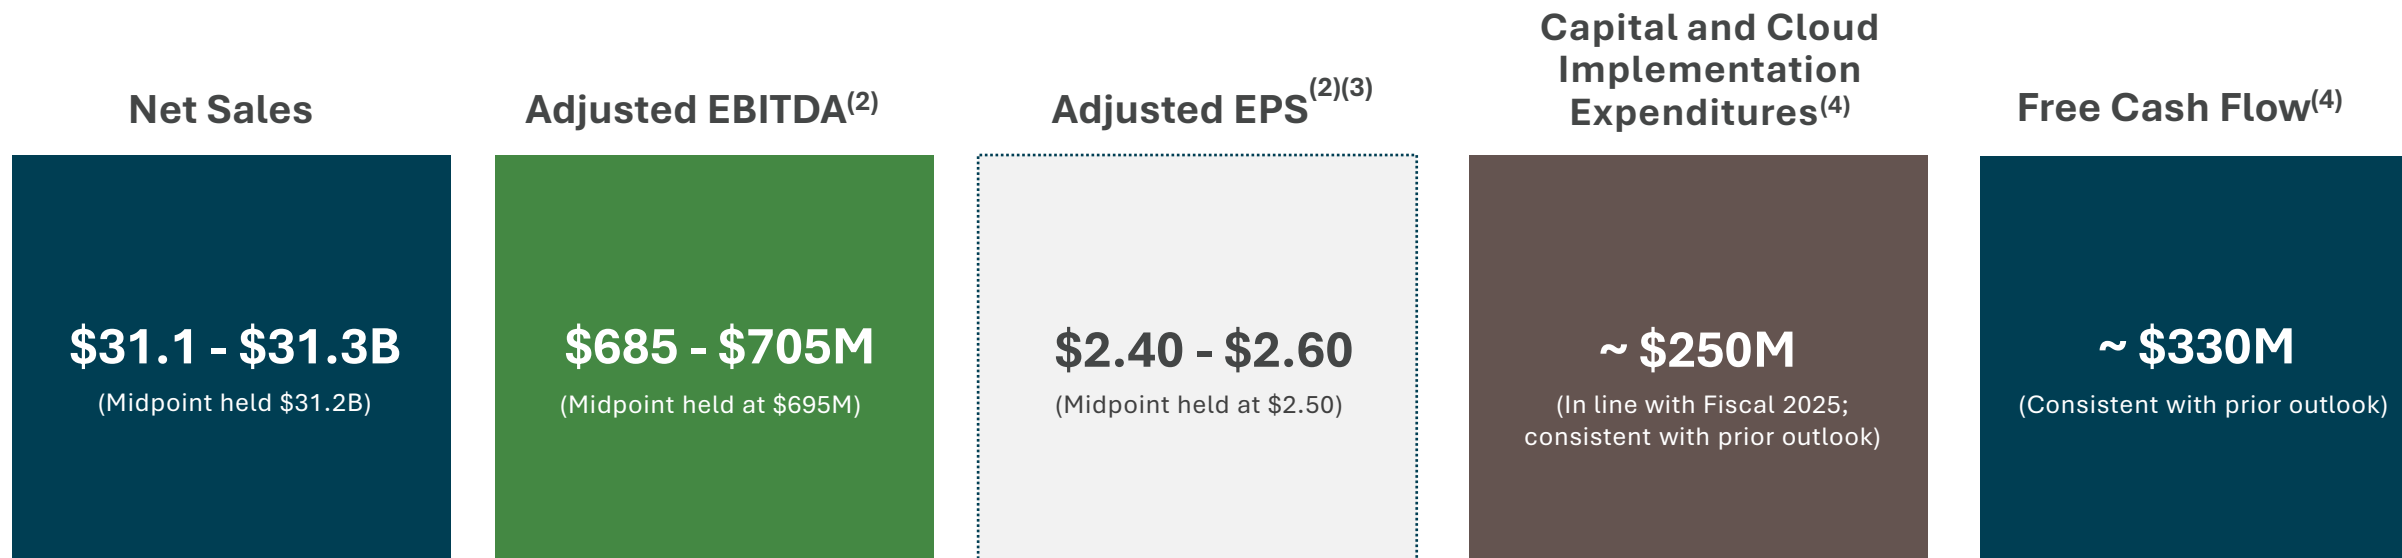 Net Sales
$31.1 - $31.3B
(Midpoint held $31.2B)
Adjusted EBITDA(2)
$685 - $705M
(Midpoint held at $695M)
Adjusted EPS(2)(3)
$2.40 - $2.60
(Midpoint held at $2.50)
Capital and Cloud
Implementation
Expenditures(4)
~ $250M
(In line with Fiscal 2025;
consistent with prior outlook)
Free Cash Flow(4)
~ $330M
(Consistent with prior outlook)